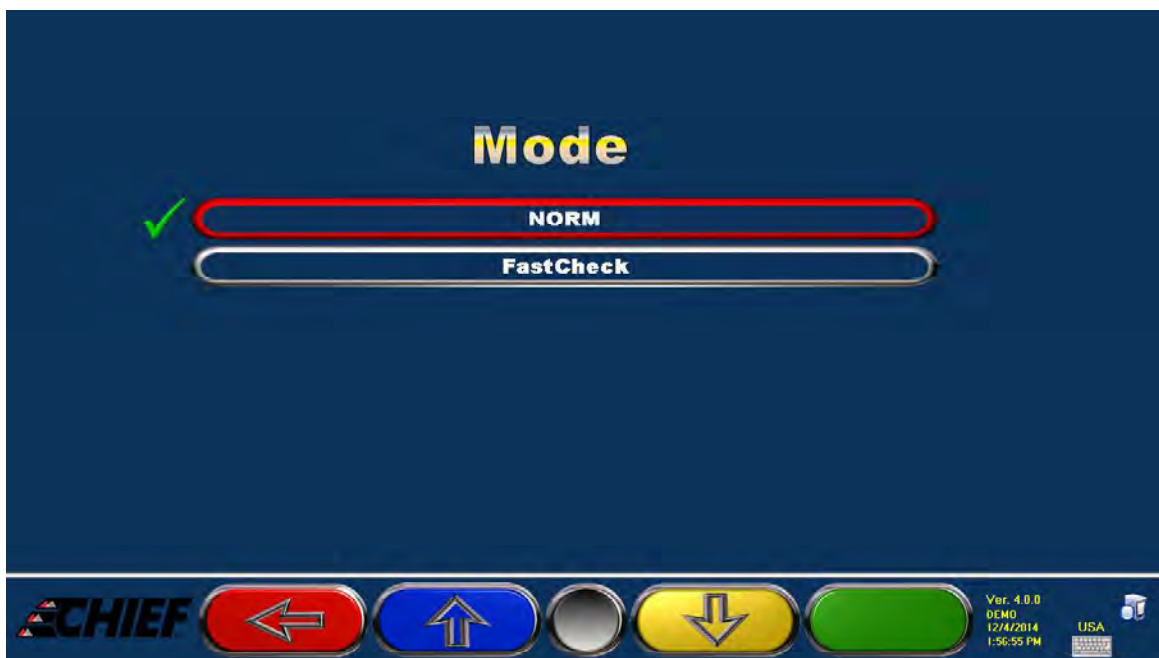 Mode
NORM
FastCheck
CHIEF
Ver. 4.0.0
DEMO
12/4/2014
1:56:55 PM
USA